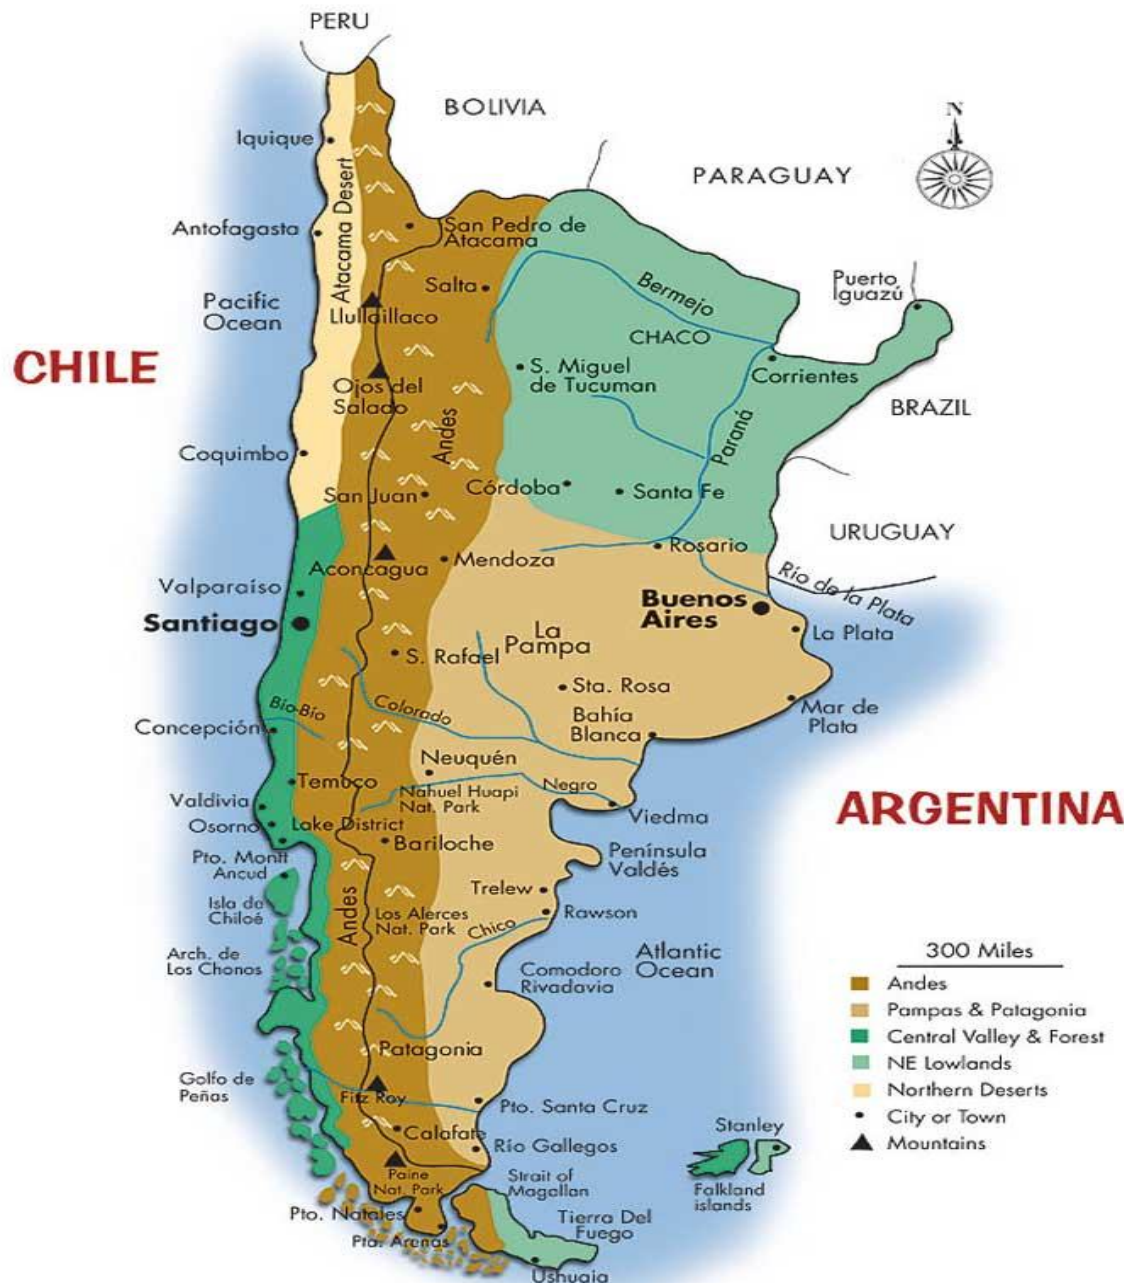 PERU
BOLIVIA
N
PARAGUAY
Iquique
Atacama Desert
Antofagasta
San Pedro de
Atacama
Puerto
Iguazú
Salta
Bermejo
Pacific
Ocean
Llullaillaco
CHACO
CHILE
S. Miguel
de Tucuman
Corrientes
Ojos del
Salado
BRAZIL
Andes
Paraná
Coquimbo
San Juan
Córdoba
Santa Fe
URUGUAY
Aconcagua
Mendoza
Rosario
Valparaíso
Río de la Plata
Santiago
Buenos
Aires
La
Pampa
La Plata
S. Rafael
Sta. Rosa
Bío-Bío
Colorado
Mar de
Plata
Concepción
Bahía
Blanca
Neuquén
Temuco
Nahuel Huapi
Nat. Park
Negro
Valdivia
Viedma
ARGENTINA
Osorno
Lake District
Bariloche
Pto. Montt
Ancud
Península
Valdés
Trelew
Isla de
Chiloé
Andes
Los Alerces
Nat. Park
Chico
Rawson
Arch. de
Los Chonos
Atlantic
Ocean
Comodoro
Rivadavia
300 Miles
Andes
Pampas & Patagonia
Central Valley & Forest
NE Lowlands
Northern Deserts
City or Town
Mountains
Patagonia
Golfo de
Peñas
Fitz Roy
Pto. Santa Cruz
Calafate
Río Gallegos
Stanley
Paine
Nat. Park
Strait of
Magallan
Falkland
islands
Pto. Natales
Pta. Arenas
Tierra Del
Fuego
Ushuaia